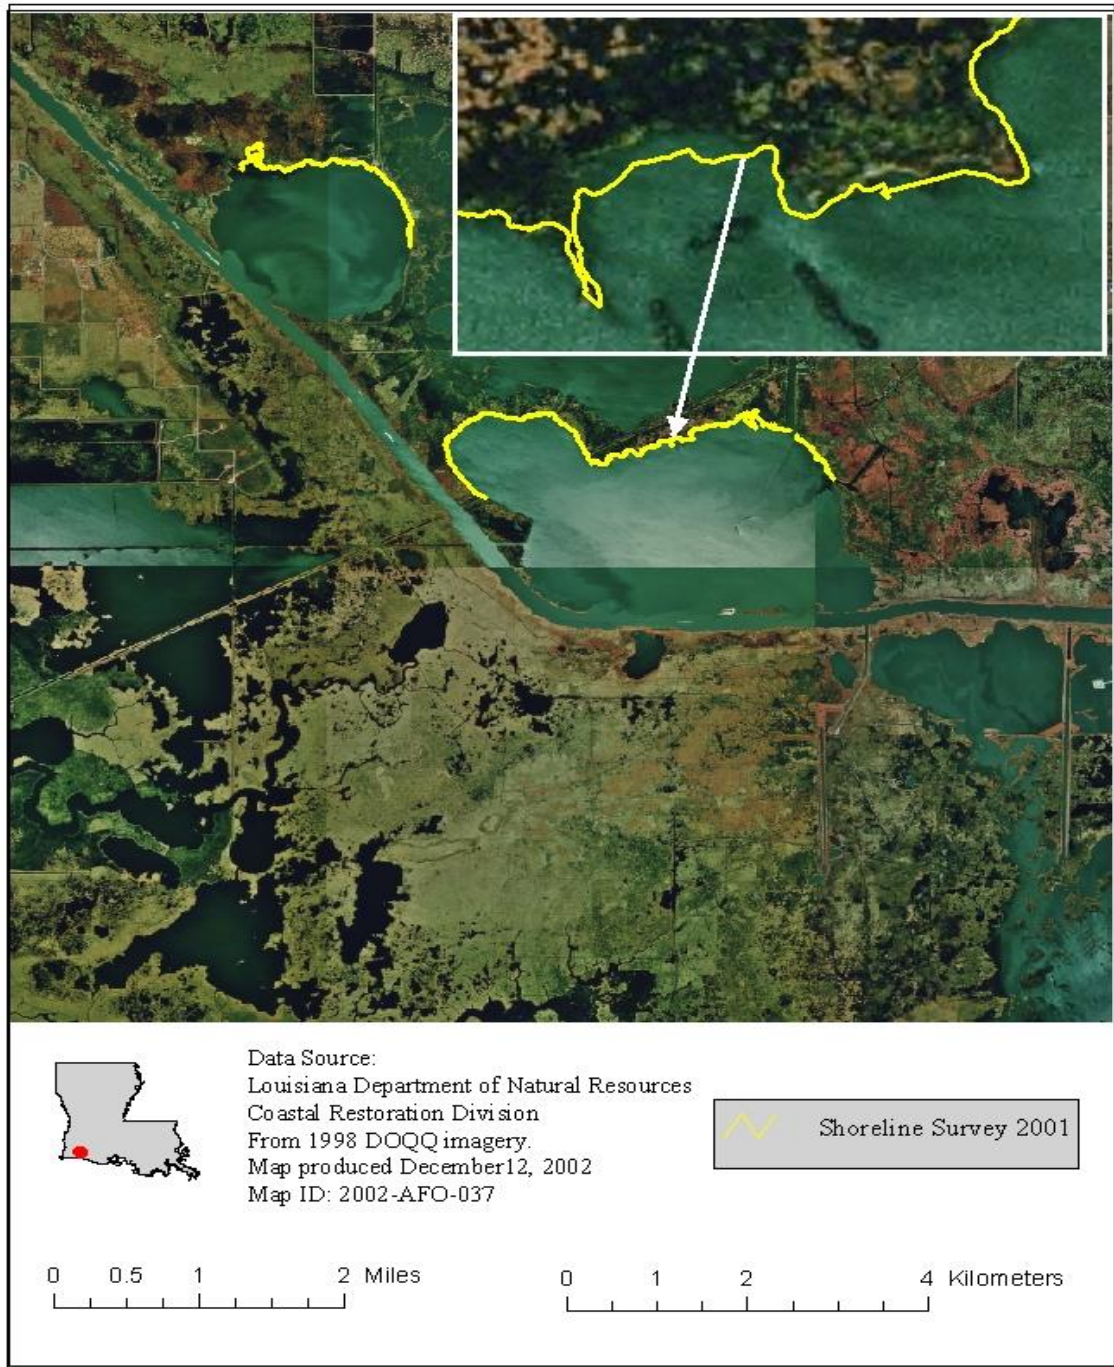 Data Source:
Louisiana Department of Natural Resources
Coastal Restoration Division
From 1998 DOQQ imagery.
Map produced December12, 2002
Map ID: 2002-AFO-037
Shoreline Survey 2001
0 0.5 1 2 Miles
0 1 2 4 Kilometers